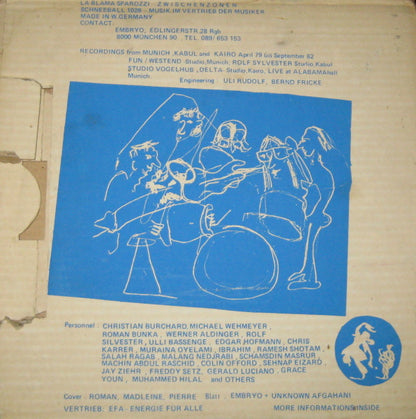 LA BLAMA SPAROZZI : ZWISCHENZONEN
SCHNEEBALL 1028 : MUSIK IM VERTRIEB DER MUSIKER
MADE IN W.GERMANY
CONTACT:
EMBRYO, EDLINGERSTR.28 Rgb
8000 MÜNCHEN 90 TEL. 089/ 653 153
RECORDINGS from MUNICH ,KABUL and KAIRO April 79 bis September 82
FUN / WESTEND Studio,Munich ROLF SYLVESTER Studio,Kabul
STUDIO VOGELHUB ,DELTA- Studio,Kairo, LIVE at ALABAMAhall
Munich
Engineering : ULI RUDOLF, BERND FRICKE
Personnel : CHRISTIAN BURCHARD, MICHAEL WEHMEYER,
ROMAN BUNKA , WERNER ALDINGER , ROLF
SILVESTER, ULLI BASSENGE , EDGAR HOFMANN , CHRIS
KARRER , MURAINA OYELAMI , IBRAHIM , RAMESH SHOTAM ,
SALAH RAGAB , MALANG NEDJRABI , SCHAMSDIN MASRUR ,
MACHIN ABDUL RASCHID , COLIN OFFORD , SEHNAP EIZARD ,
JAY ZIEHR , FREDDY SETZ, GERALD LUCIANO , GRACE
YOUN , MUHAMMED HILAL and OTHERS
Cover : ROMAN, MADLEINE, PIERRE Blatt : EMBRYO + UNKNOWN AFGAHANI
VERTRIEB: EFA - ENERGIE FÜR ALLE MORE INFORMATIONS INSIDE